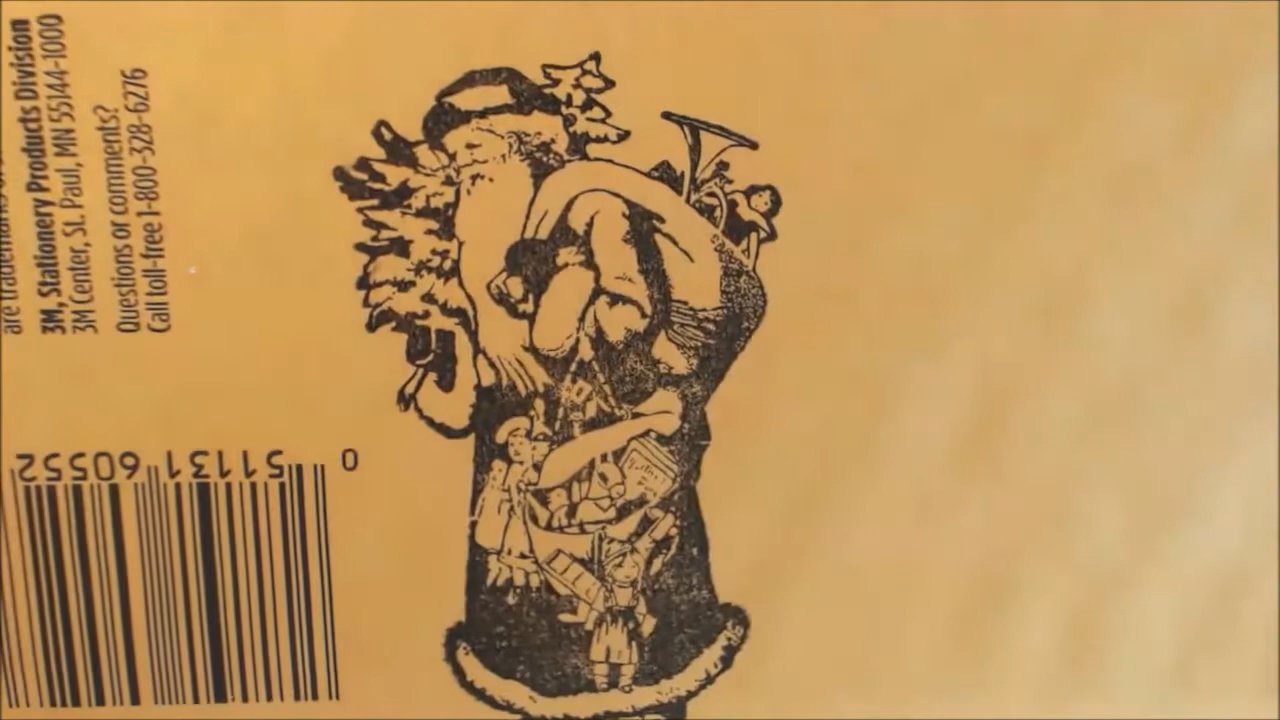 3M, Stationery Products Division
3M Center, St. Paul, MN 55144-1000
Questions or comments?
Call toll-free 1-800-328-6276
0 51131 60552